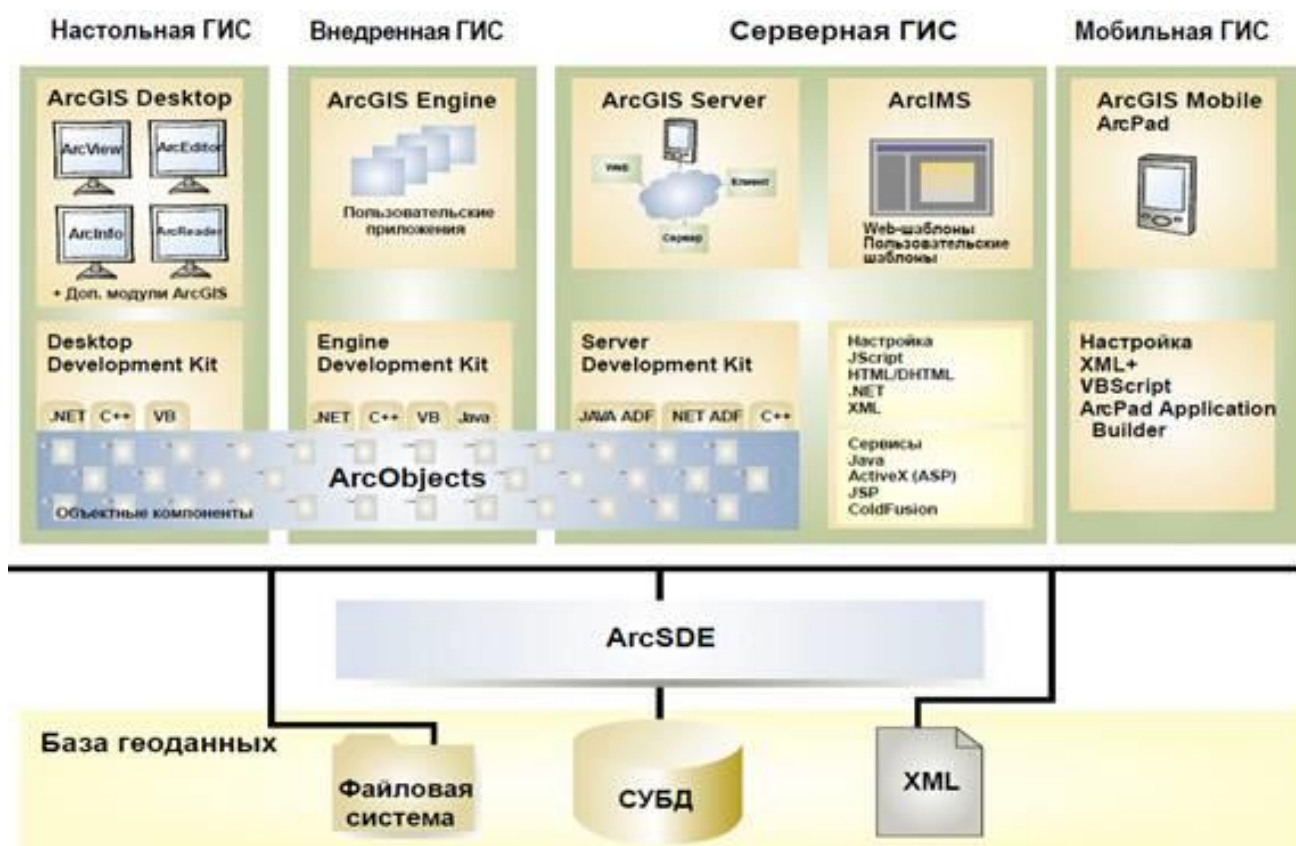 Настольная ГИС
Внедренная ГИС
Серверная ГИС
Мобильная ГИС
ArcGIS Desktop
ArcView
ArcEditor
ArcInfo
ArcReader
+ Доп. модули ArcGIS
ArcGIS Engine
Пользовательские
приложения
ArcGIS Server
Web
Клиент
Сервер
ArcIMS
Web-шаблоны
Пользовательские
шаблоны
ArcGIS Mobile
ArcPad
Desktop
Development Kit
.NET C++ VB
Engine
Development Kit
.NET C++ VB Java
Server
Development Kit
JAVA ADF NET ADF C++
Настройка
JScript
HTML/DHTML
.NET
XML
Сервисы
Java
ActiveX (ASP)
JSP
ColdFusion
Настройка
XML+
VBScript
ArcPad Application
Builder
ArcObjects
Объектные компоненты
ArcSDE
База геоданных
Файловая
система
СУБД
XML